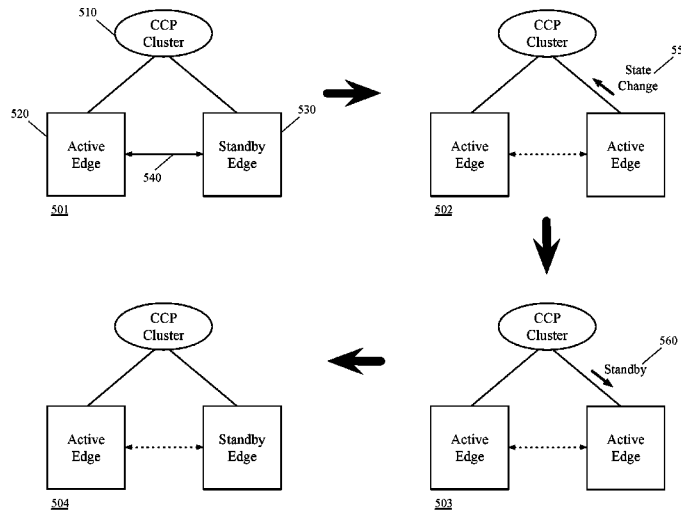 510
CCP
Cluster
520
Active
Edge
530
Standby
Edge
540
501
CCP
Cluster
State
Change
Active
Edge
Active
Edge
502
CCP
Cluster
560
Standby
Active
Edge
Active
Edge
503
CCP
Cluster
Active
Edge
Standby
Edge
504